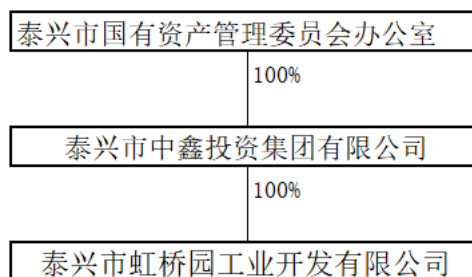 泰兴市国有资产管理委员会办公室
100%
泰兴市中鑫投资集团有限公司
100%
泰兴市虹桥园工业开发有限公司